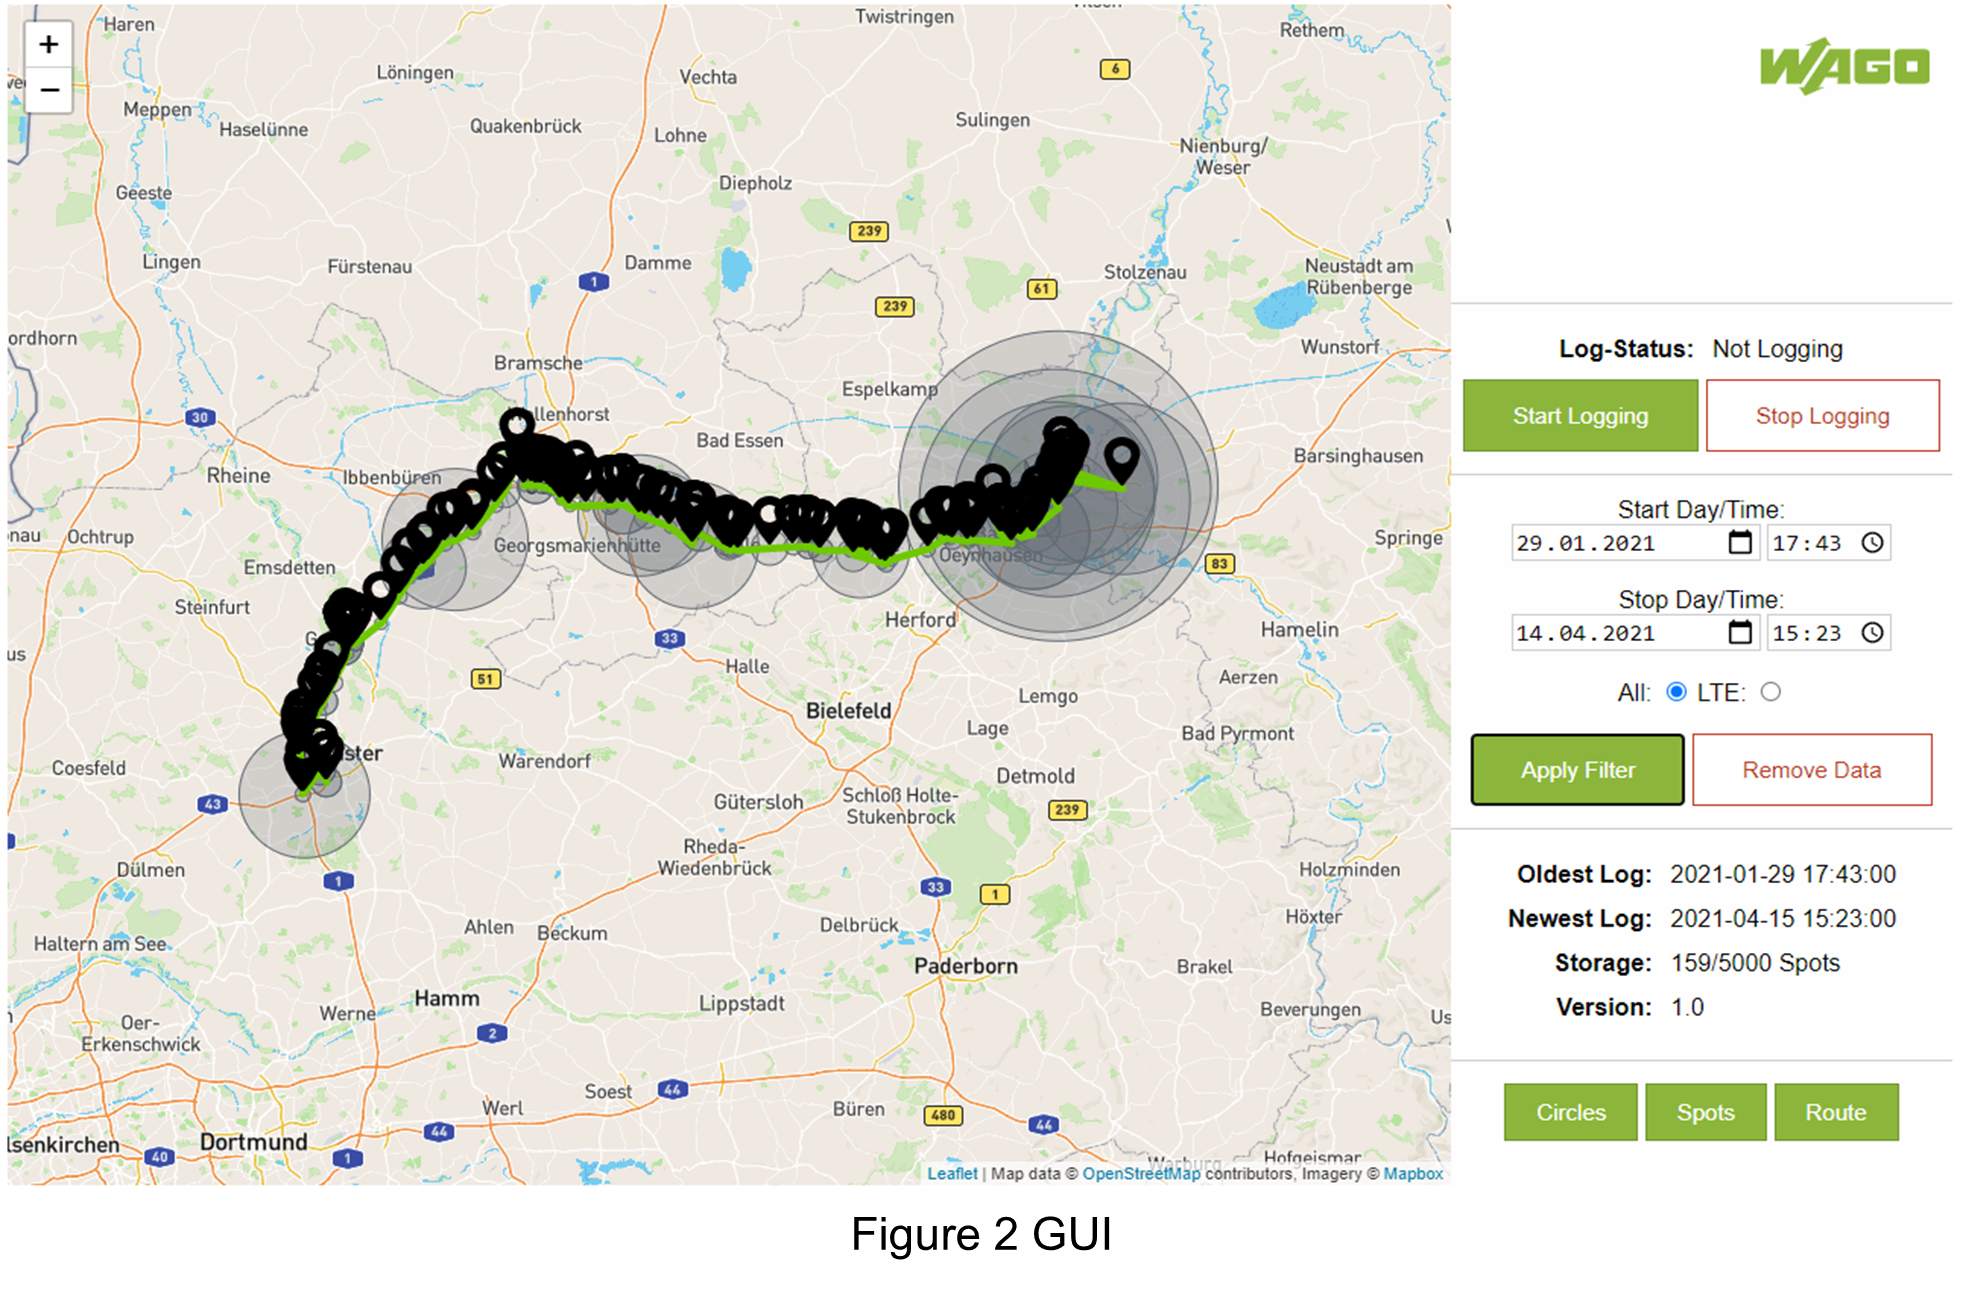 +
−
Haren
Twistringen
Rethem
WAGO
Löningen
Vechta
6
Meppen
Haselünne
Quakenbrück
Lohne
Sulingen
Nienburg/
Weser
Geeste
Diepholz
239
Lingen
Fürstenau
Damme
Stolzenau
Neustadt am
Rübenberge
1
61
239
ordhorn
Bramsche
Wunstorf
Log-Status: Not Logging
Espelkamp
30
llenhorst
Start Logging
Stop Logging
Bad Essen
Barsinghausen
Rheine
Ibbenbüren
Start Day/Time:
nau
Ochtrup
Georgsmarienhütte
Oeynhausen
Springe
29.01.2021
17:43
Emsdetten
83
Steinfurt
Stop Day/Time:
Herford
Hamelin
14.04.2021
15:23
us
33
Halle
51
Aerzen
Lemgo
All:
LTE:
Bielefeld
Lage
Bad Pyrmont
ster
Warendorf
Coesfeld
Detmold
Apply Filter
Remove Data
43
Gütersloh
Schloß Holte-
Stukenbrock
239
Rheda-
Wiedenbrück
Dülmen
Holzminden
1
33
1
Oldest Log: 2021-01-29 17:43:00
Newest Log: 2021-04-15 15:23:00
Storage: 159/5000 Spots
Version: 1.0
Ahlen
Beckum
Delbrück
Höxter
Haltern am See
Paderborn
Brakel
Hamm
Lippstadt
Werne
Beverungen
Us
Oer-
Erkenschwick
2
Soest
44
Werl
Büren
480
44
44
Circles
Spots
Route
lsenkirchen
40
Dortmund
1
Warburg
Hofgeismar
Leaflet | Map data © OpenStreetMap contributors, Imagery © Mapbox
Figure 2 GUI